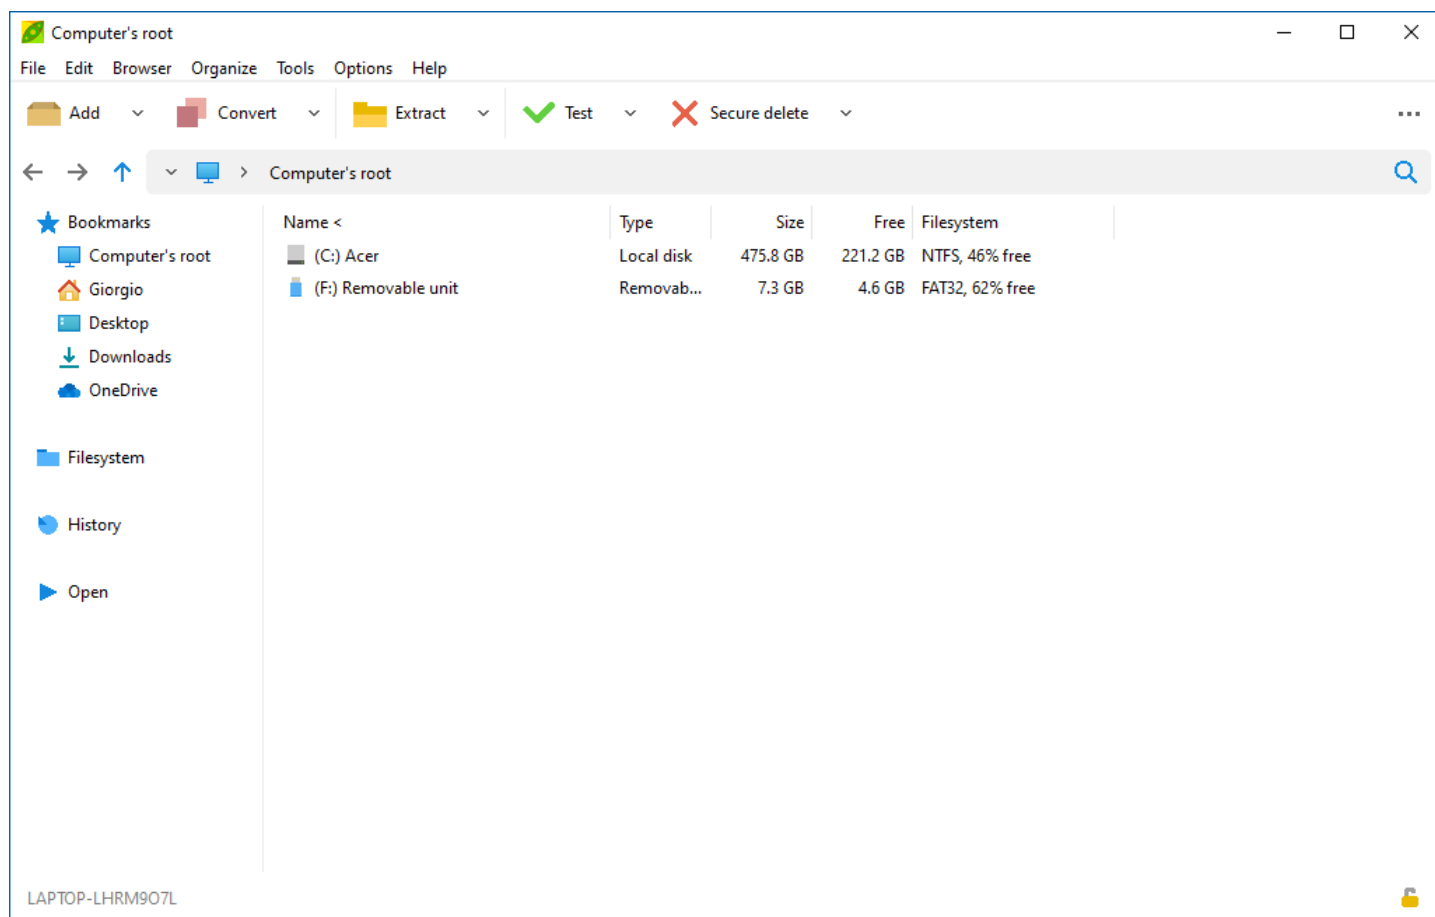 Computer's root
File Edit Browser Organize Tools Options Help
Add Convert Extract Test Secure delete
Computer's root
Bookmarks
Computer's root
Giorgio
Desktop
Downloads
OneDrive
Filesystem
History
Open
Name < Type Size Free Filesystem
(C:) Acer Local disk 475.8 GB 221.2 GB NTFS, 46% free
(F:) Removable unit Removab... 7.3 GB 4.6 GB FAT32, 62% free
LAPTOP-LHRM9O7L